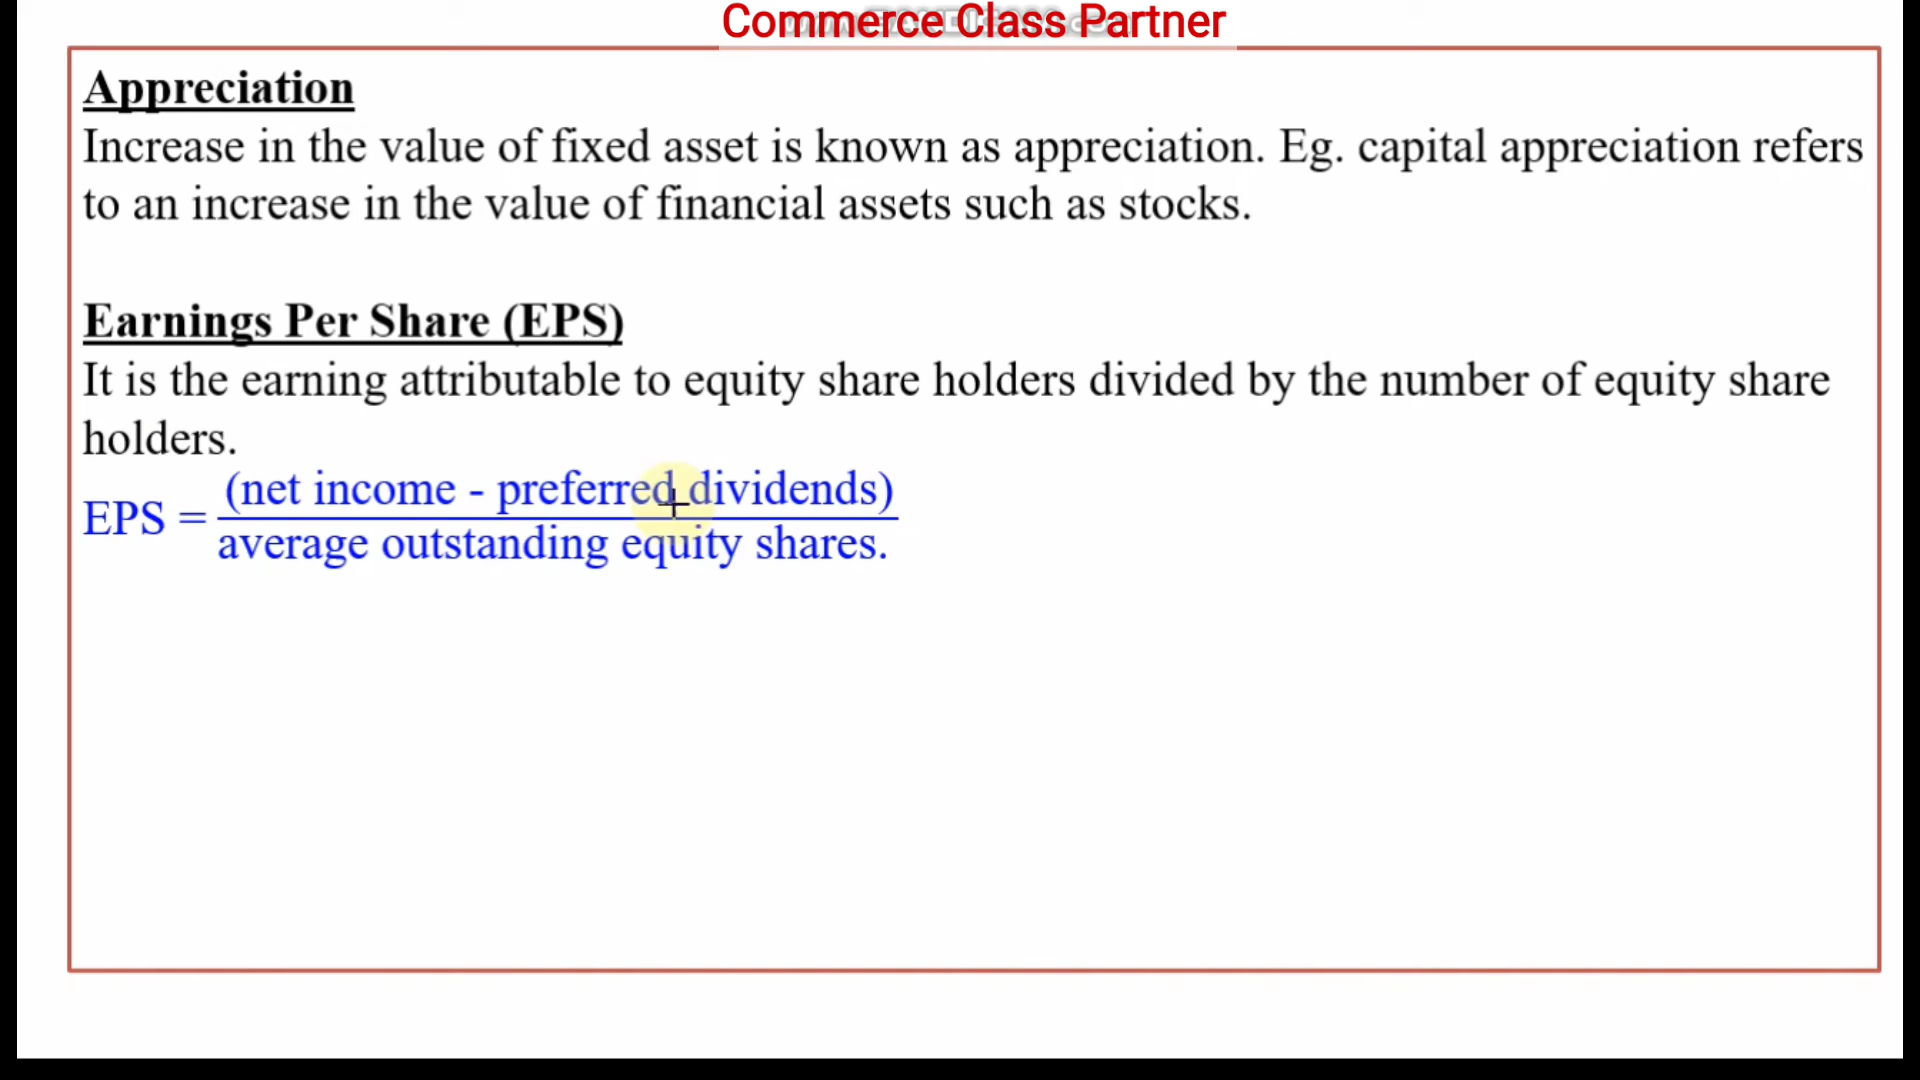 Commerce Class Partner
Appreciation
Increase in the value of fixed asset is known as appreciation. Eg. capital appreciation refers
to an increase in the value of financial assets such as stocks.
Earnings Per Share (EPS)
It is the earning attributable to equity share holders divided by the number of equity share
holders.
EPS = (net income - preferred dividends)
average outstanding equity shares.